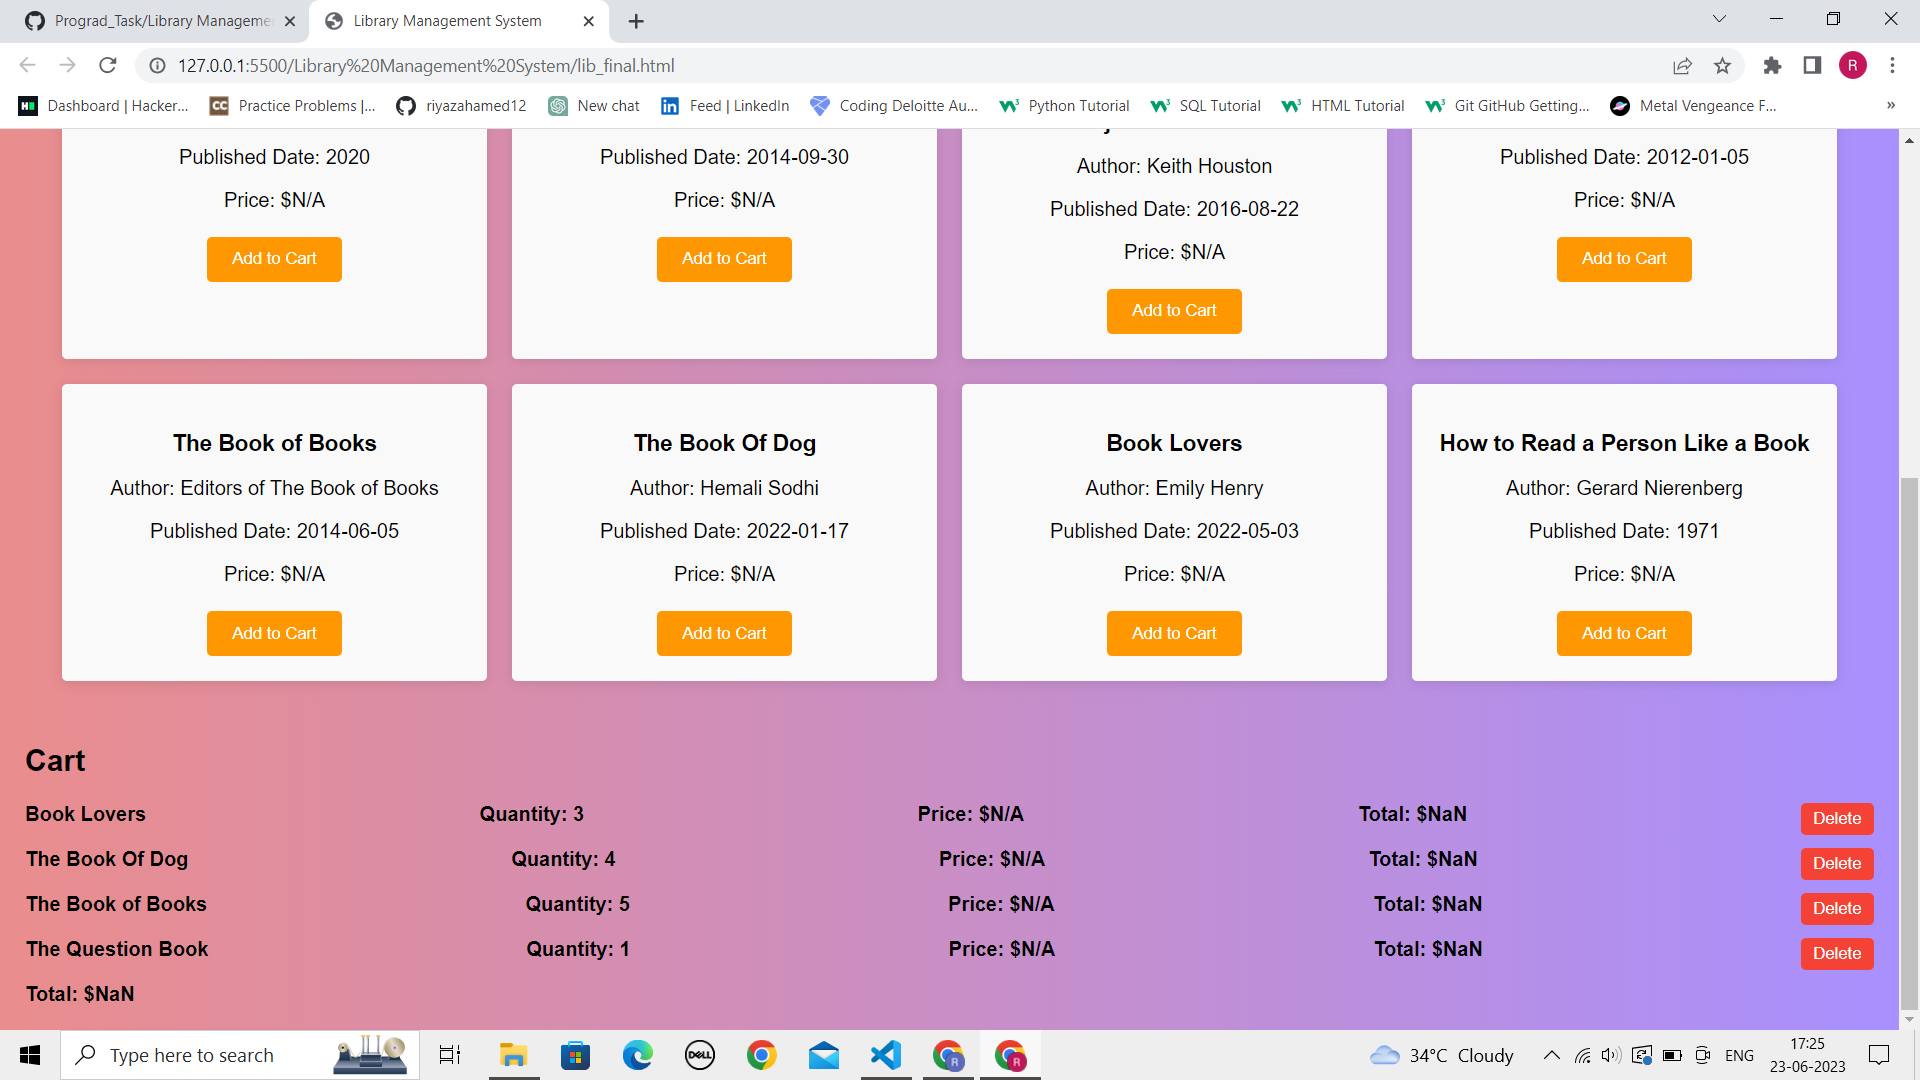 Prograd_Task/Library Manageme
Library Management System
127.0.0.1:5500/Library%20Management%20System/lib_final.html
R
Dashboard | Hacker...
Practice Problems |...
riyazahamed12
New chat
Feed | LinkedIn
Coding Deloitte Au...
Python Tutorial
SQL Tutorial
HTML Tutorial
Git GitHub Getting...
Metal Vengeance F...
»
Published Date: 2020
Price: $N/A
Add to Cart
Published Date: 2014-09-30
Price: $N/A
Add to Cart
Author: Keith Houston
Published Date: 2016-08-22
Price: $N/A
Add to Cart
Published Date: 2012-01-05
Price: $N/A
Add to Cart
The Book of Books
Author: Editors of The Book of Books
Published Date: 2014-06-05
Price: $N/A
Add to Cart
The Book Of Dog
Author: Hemali Sodhi
Published Date: 2022-01-17
Price: $N/A
Add to Cart
Book Lovers
Author: Emily Henry
Published Date: 2022-05-03
Price: $N/A
Add to Cart
How to Read a Person Like a Book
Author: Gerard Nierenberg
Published Date: 1971
Price: $N/A
Add to Cart
Cart
Book Lovers Quantity: 3 Price: $N/A Total: $NaN Delete
The Book Of Dog Quantity: 4 Price: $N/A Total: $NaN Delete
The Book of Books Quantity: 5 Price: $N/A Total: $NaN Delete
The Question Book Quantity: 1 Price: $N/A Total: $NaN Delete
Total: $NaN
Type here to search
DELL
R
R
34°C Cloudy
ENG
17:25
23-06-2023